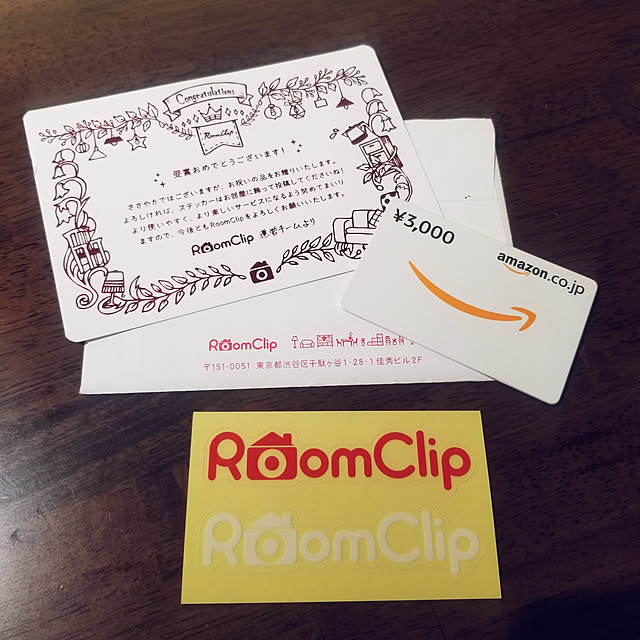 Congratulations
RoomClip
受賞おめでとうございます！
ささやかではございますが、お祝いの品をお贈りいたします。
よろしければ、ステッカーはお部屋に飾って投稿してくださいね！
より使いやすく、より楽しいサービスになるよう努めてまいり
ますので、今後ともRoomClipをよろしくお願いいたします。
RoomClip 運営チームより
¥3,000
amazon.co.jp
RoomClip
〒151-0051 東京都渋谷区千駄ヶ谷1-28-1 佳秀ビル2F
RoomClip
RoomClip